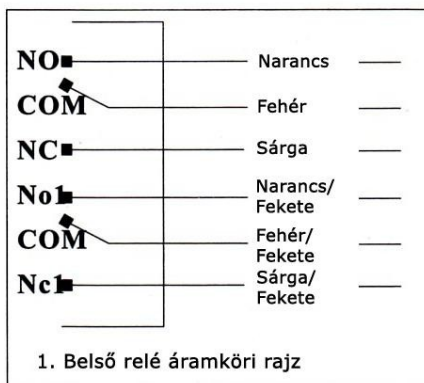 NO Narancs
COM Fehér
NC Sárga
No1 Narancs/
Fekete
COM Fehér/
Fekete
Nc1 Sárga/
Fekete
1. Belső relé áramköri rajz